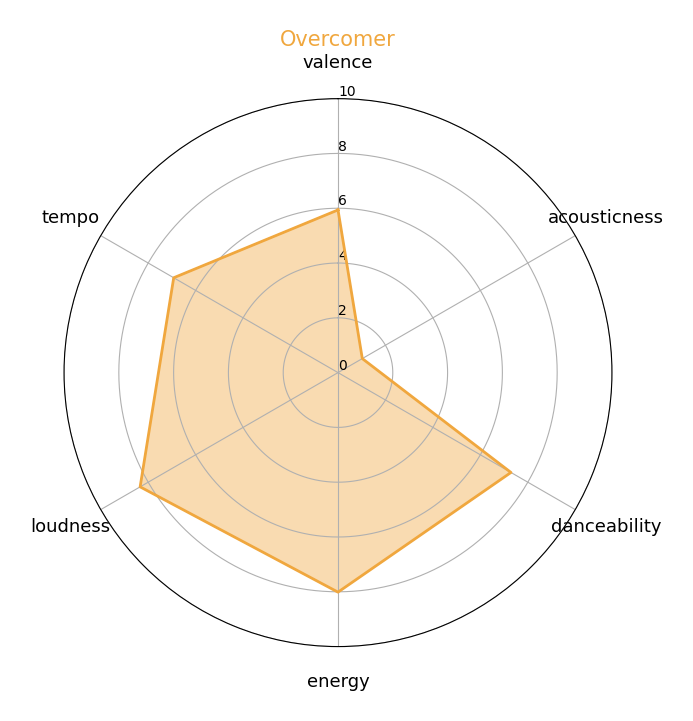 Overcomer
valence
10
8
6
4
2
0
tempo
acousticness
loudness
danceability
energy